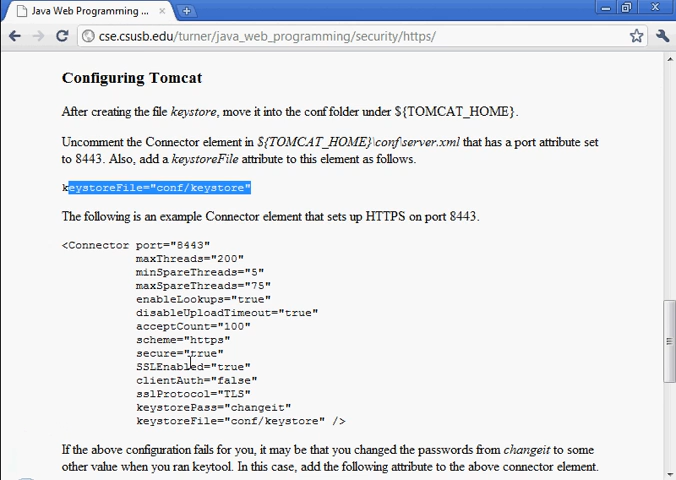 Java Web Programming ...
cse.csusb.edu/turner/java_web_programming/security/https/
Configuring Tomcat
After creating the file keystore, move it into the conf folder under ${TOMCAT_HOME}.
Uncomment the Connector element in ${TOMCAT_HOME}\conf\server.xml that has a port attribute set
to 8443. Also, add a keystoreFile attribute to this element as follows.
keystoreFile="conf/keystore"
The following is an example Connector element that sets up HTTPS on port 8443.
<Connector port="8443"
maxThreads="200"
minSpareThreads="5"
maxSpareThreads="75"
enableLookups="true"
disableUploadTimeout="true"
acceptCount="100"
scheme="https"
secure="true"
SSLEnabled="true"
clientAuth="false"
sslProtocol="TLS"
keystorePass="changeit"
keystoreFile="conf/keystore" />
If the above configuration fails for you, it may be that you changed the passwords from changeit to some
other value when you ran keytool. In this case, add the following attribute to the above connector element.